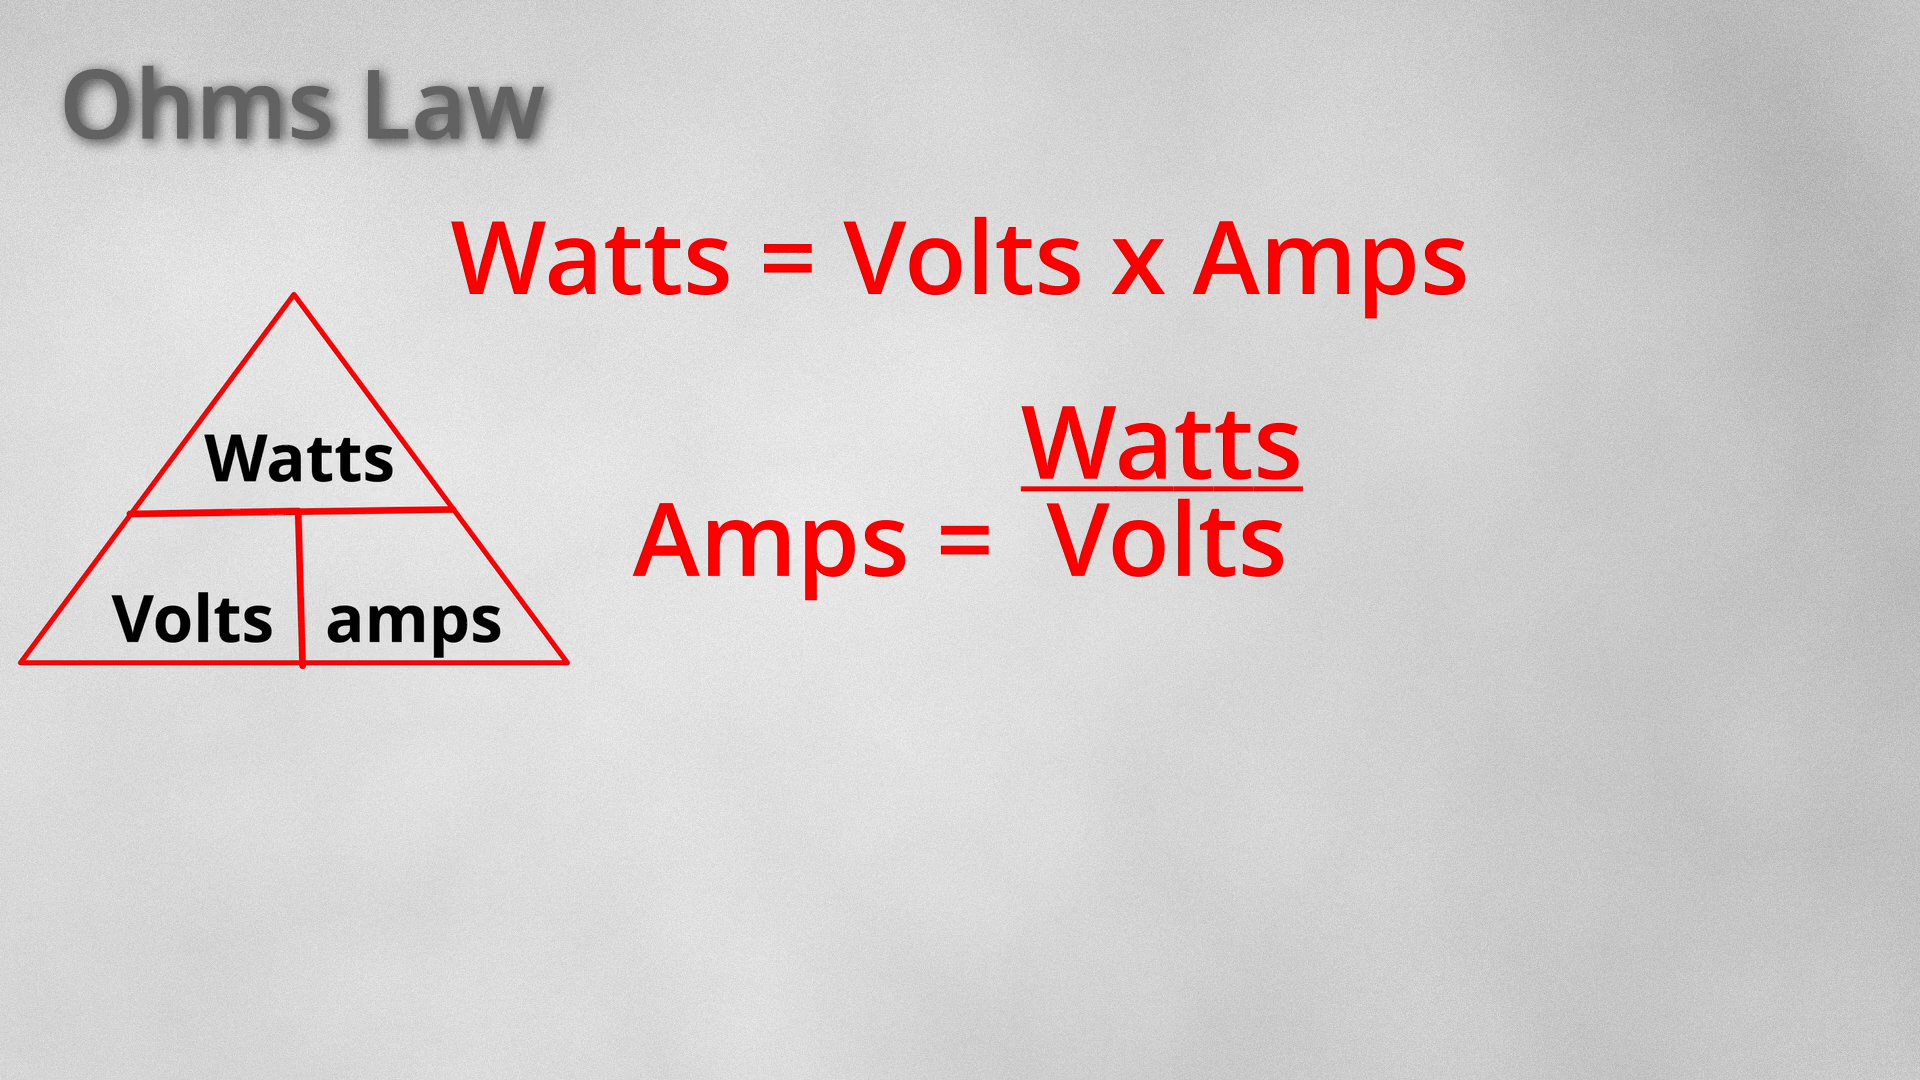 Ohms Law
Watts = Volts x Amps
Watts
Amps = Volts
Watts
Volts amps